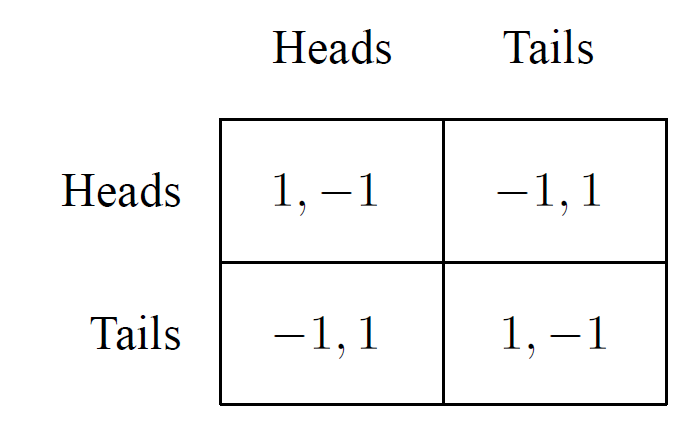 Heads Tails
Heads 1, −1 −1, 1
Tails −1, 1 1, −1